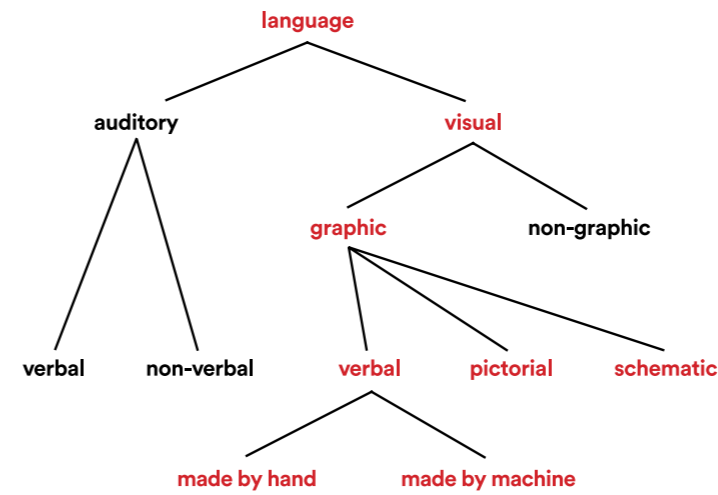 language
auditory
visual
graphic
non-graphic
verbal
non-verbal
verbal
pictorial
schematic
made by hand
made by machine